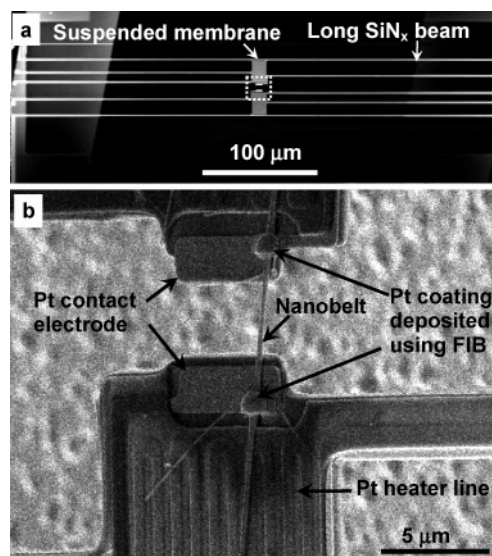 a
Suspended membrane
Long SiNx beam
100 μm
b
Pt contact
electrode
Nanobelt
Pt coating
deposited
using FIB
Pt heater line
5 μm